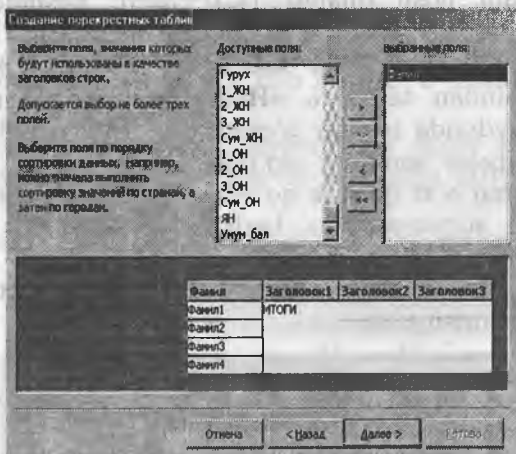 Создание перекрестных таблиц
Выберите поля, значения которых
будут использованы в качестве
заголовков строк.
Допускается выбор не более трех
полей.
Выберите поля по порядку
сортировки данных; например,
можно сначала выполнить
сортировку значений по странам, а
затем по городам.
Доступные поля:
Гурух
1_ЖН
2_ЖН
3_ЖН
Сум_ЖН
1_ОН
2_ОН
3_ОН
Сум_ОН
ЯН
Умум_бал
>
<
<<
Выбранные поля:
Фамил Заголовок1 Заголовок2 Заголовок3
Фамил1 ИТОГИ
Фамил2
Фамил3
Фамил4
Отмена < Назад Далее > Готово